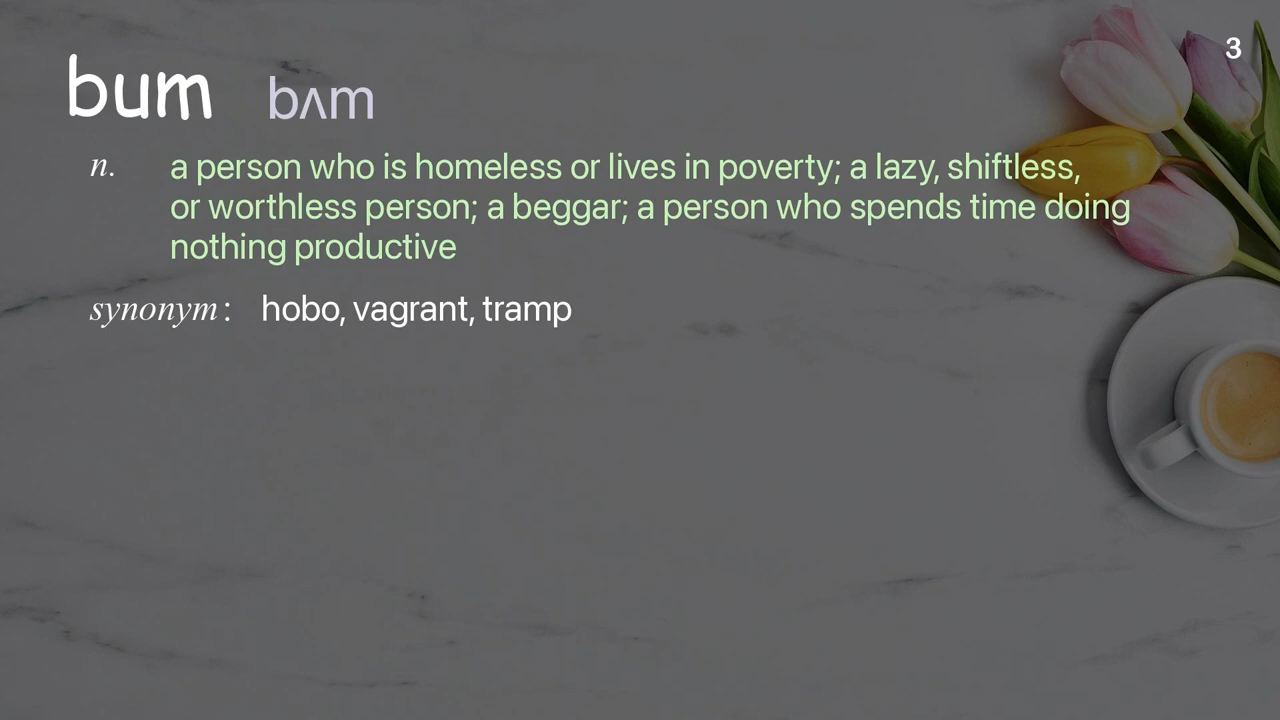 3
bum bʌm
n. a person who is homeless or lives in poverty; a lazy, shiftless,
or worthless person; a beggar; a person who spends time doing
nothing productive
synonym: hobo, vagrant, tramp